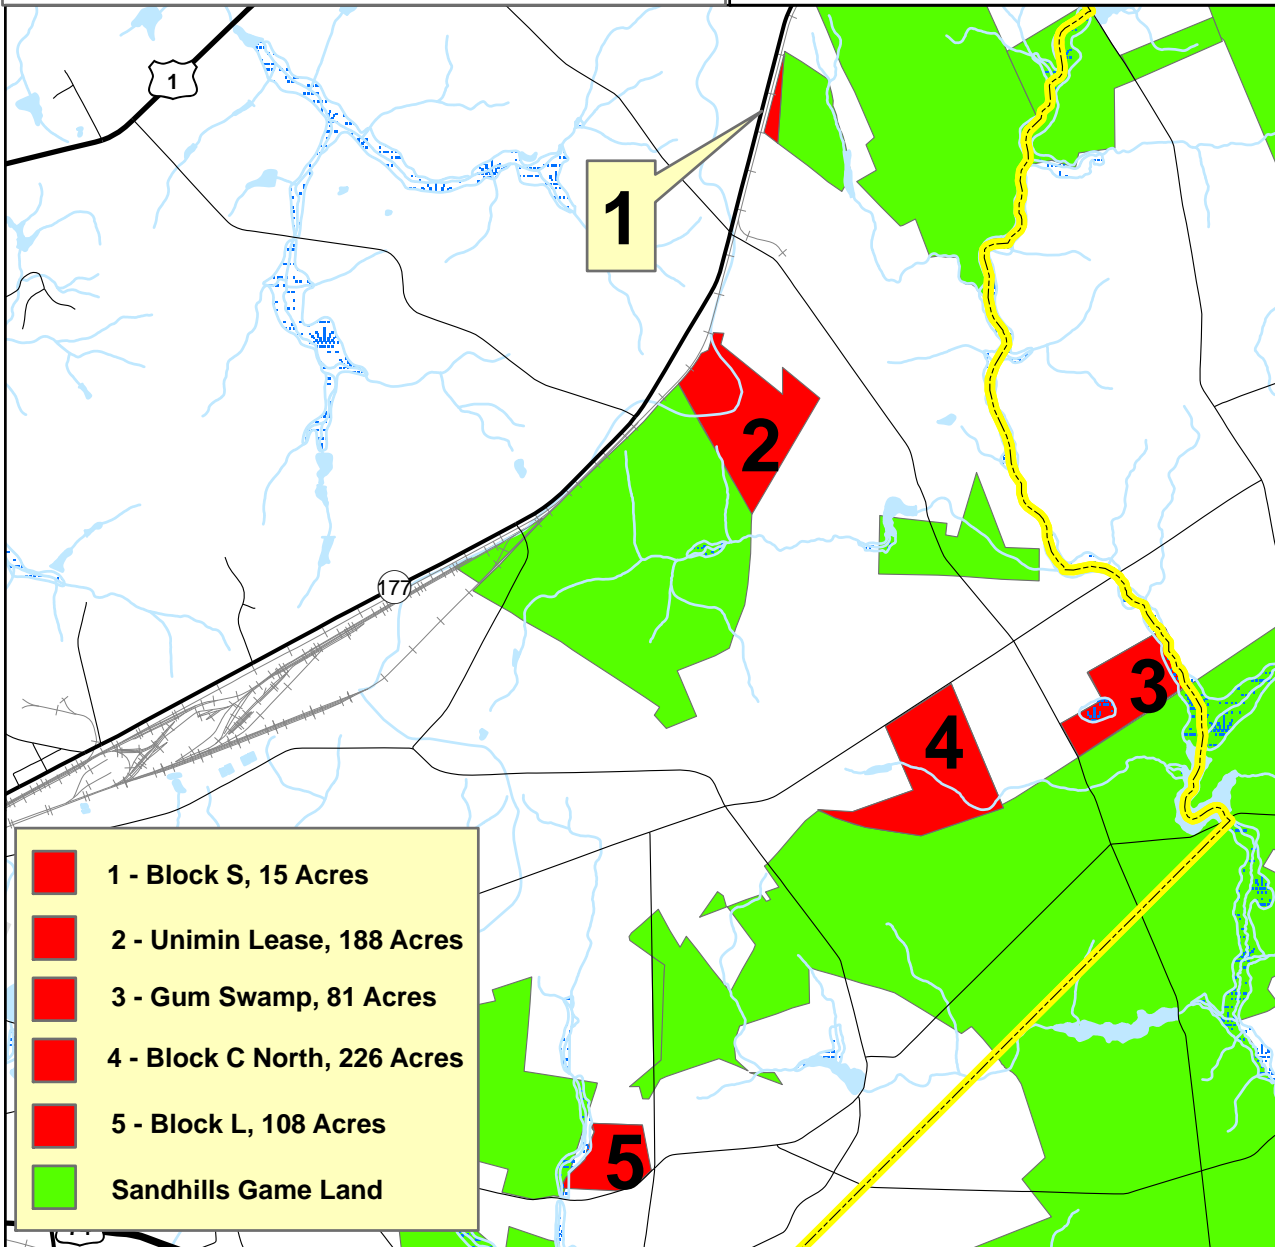 1
1
2
177
3
4
1 - Block S, 15 Acres
2 - Unimin Lease, 188 Acres
3 - Gum Swamp, 81 Acres
4 - Block C North, 226 Acres
5 - Block L, 108 Acres
Sandhills Game Land
5